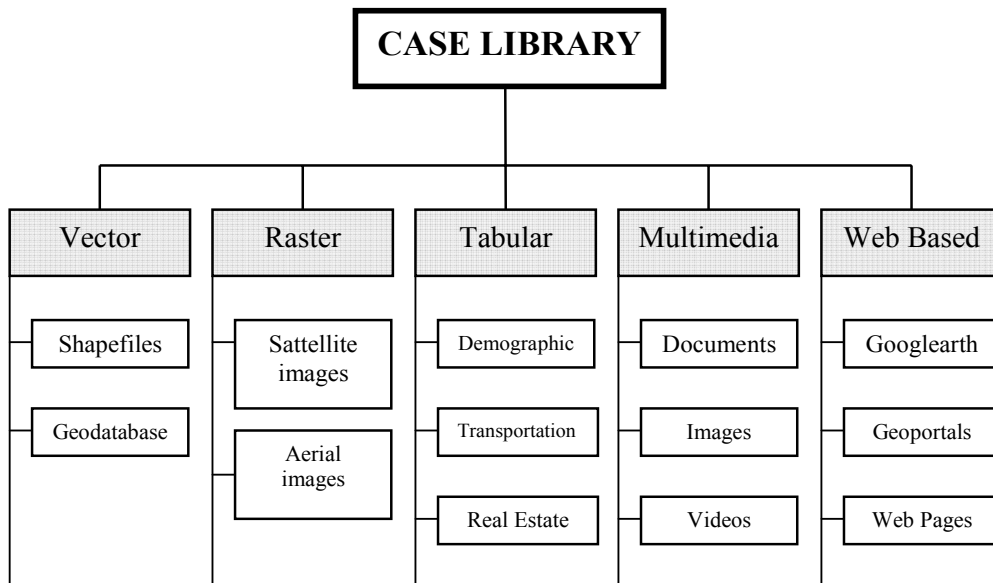 CASE LIBRARY
Vector
Raster
Tabular
Multimedia
Web Based
Shapefiles
Sattellite
images
Demographic
Documents
Googlearth
Geodatabase
Aerial
images
Transportation
Images
Geoportals
Real Estate
Videos
Web Pages